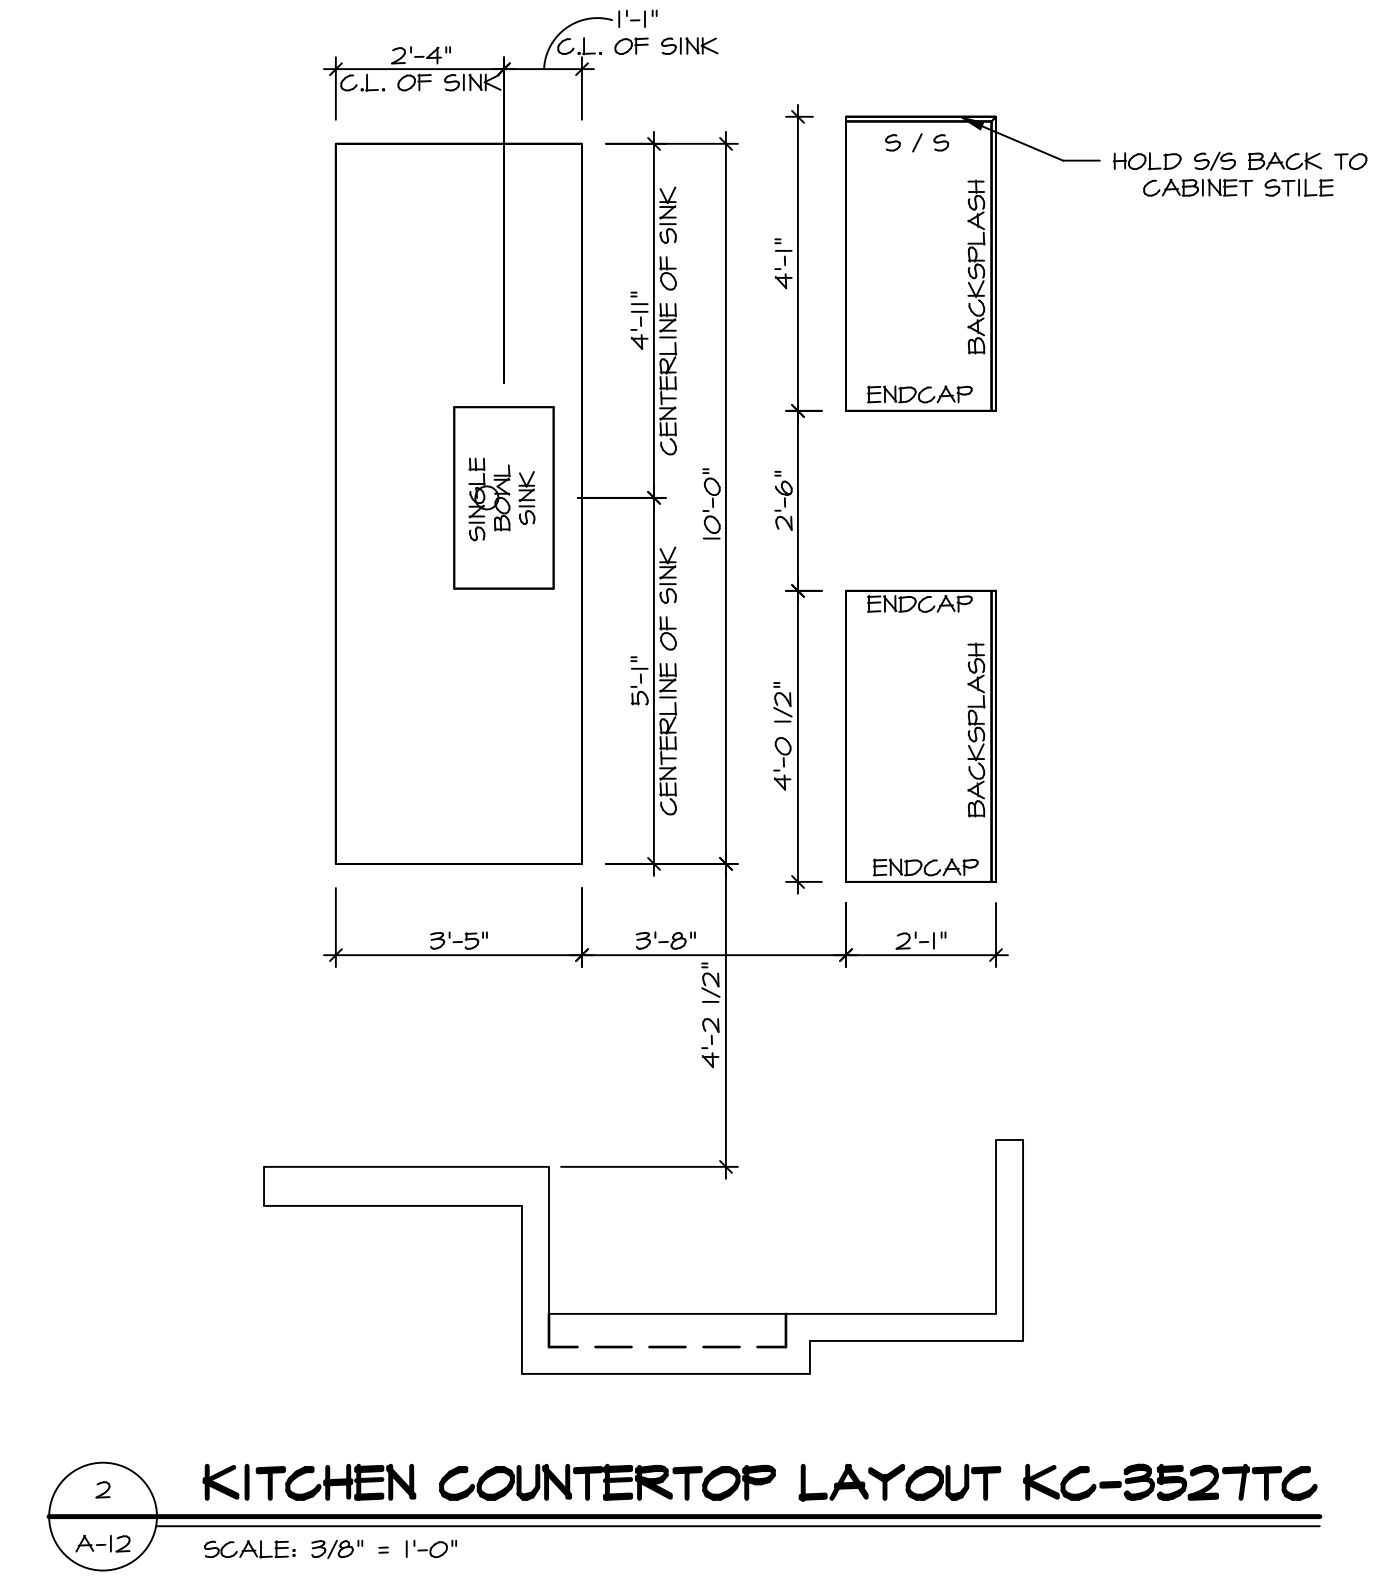 1'-1"
C.L. OF SINK
2'-4"
C.L. OF SINK
S / S
HOLD S/S BACK TO
CABINET STILE
4'-11"
CENTERLINE OF SINK
4'-1"
BACKSPLASH
ENDCAP
SINGLE
BOWL
SINK
10'-0"
2'-6"
ENDCAP
5'-1"
CENTERLINE OF SINK
4'-0 1/2"
BACKSPLASH
ENDCAP
3'-5"
3'-8"
2'-1"
4'-2 1/2"
2
A-12
KITCHEN COUNTERTOP LAYOUT KC-3527TC
SCALE: 3/8" = 1'-0"